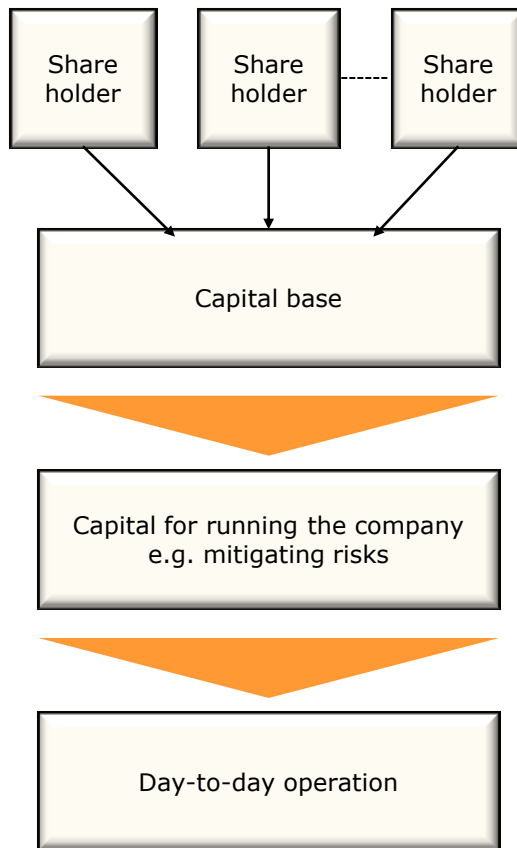 Share
holder
Share
holder
Share
holder
Capital base
Capital for running the company
e.g. mitigating risks
Day-to-day operation